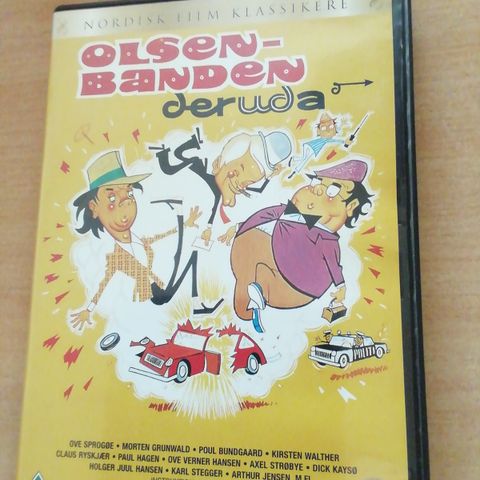 NORDISK FILM KLASSIKERE
OLSEN-
BANDEN
deruda
POLITI
OVE SPROGØE • MORTEN GRUNWALD • POUL BUNDGAARD • KIRSTEN WALTHER
CLAUS RYSKJÆR • PAUL HAGEN • OVE VERNER HANSEN • AXEL STRØBYE • DICK KAYSØ
HOLGER JUUL HANSEN • KARL STEGGER • ARTHUR JENSEN M.FL.